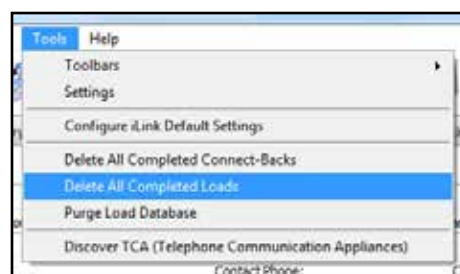 Tools Help
Toolbars
Settings
Configure iLink Default Settings
Delete All Completed Connect-Backs
Delete All Completed Loads
Purge Load Database
Discover TCA (Telephone Communication Appliances)
Contact Phone: